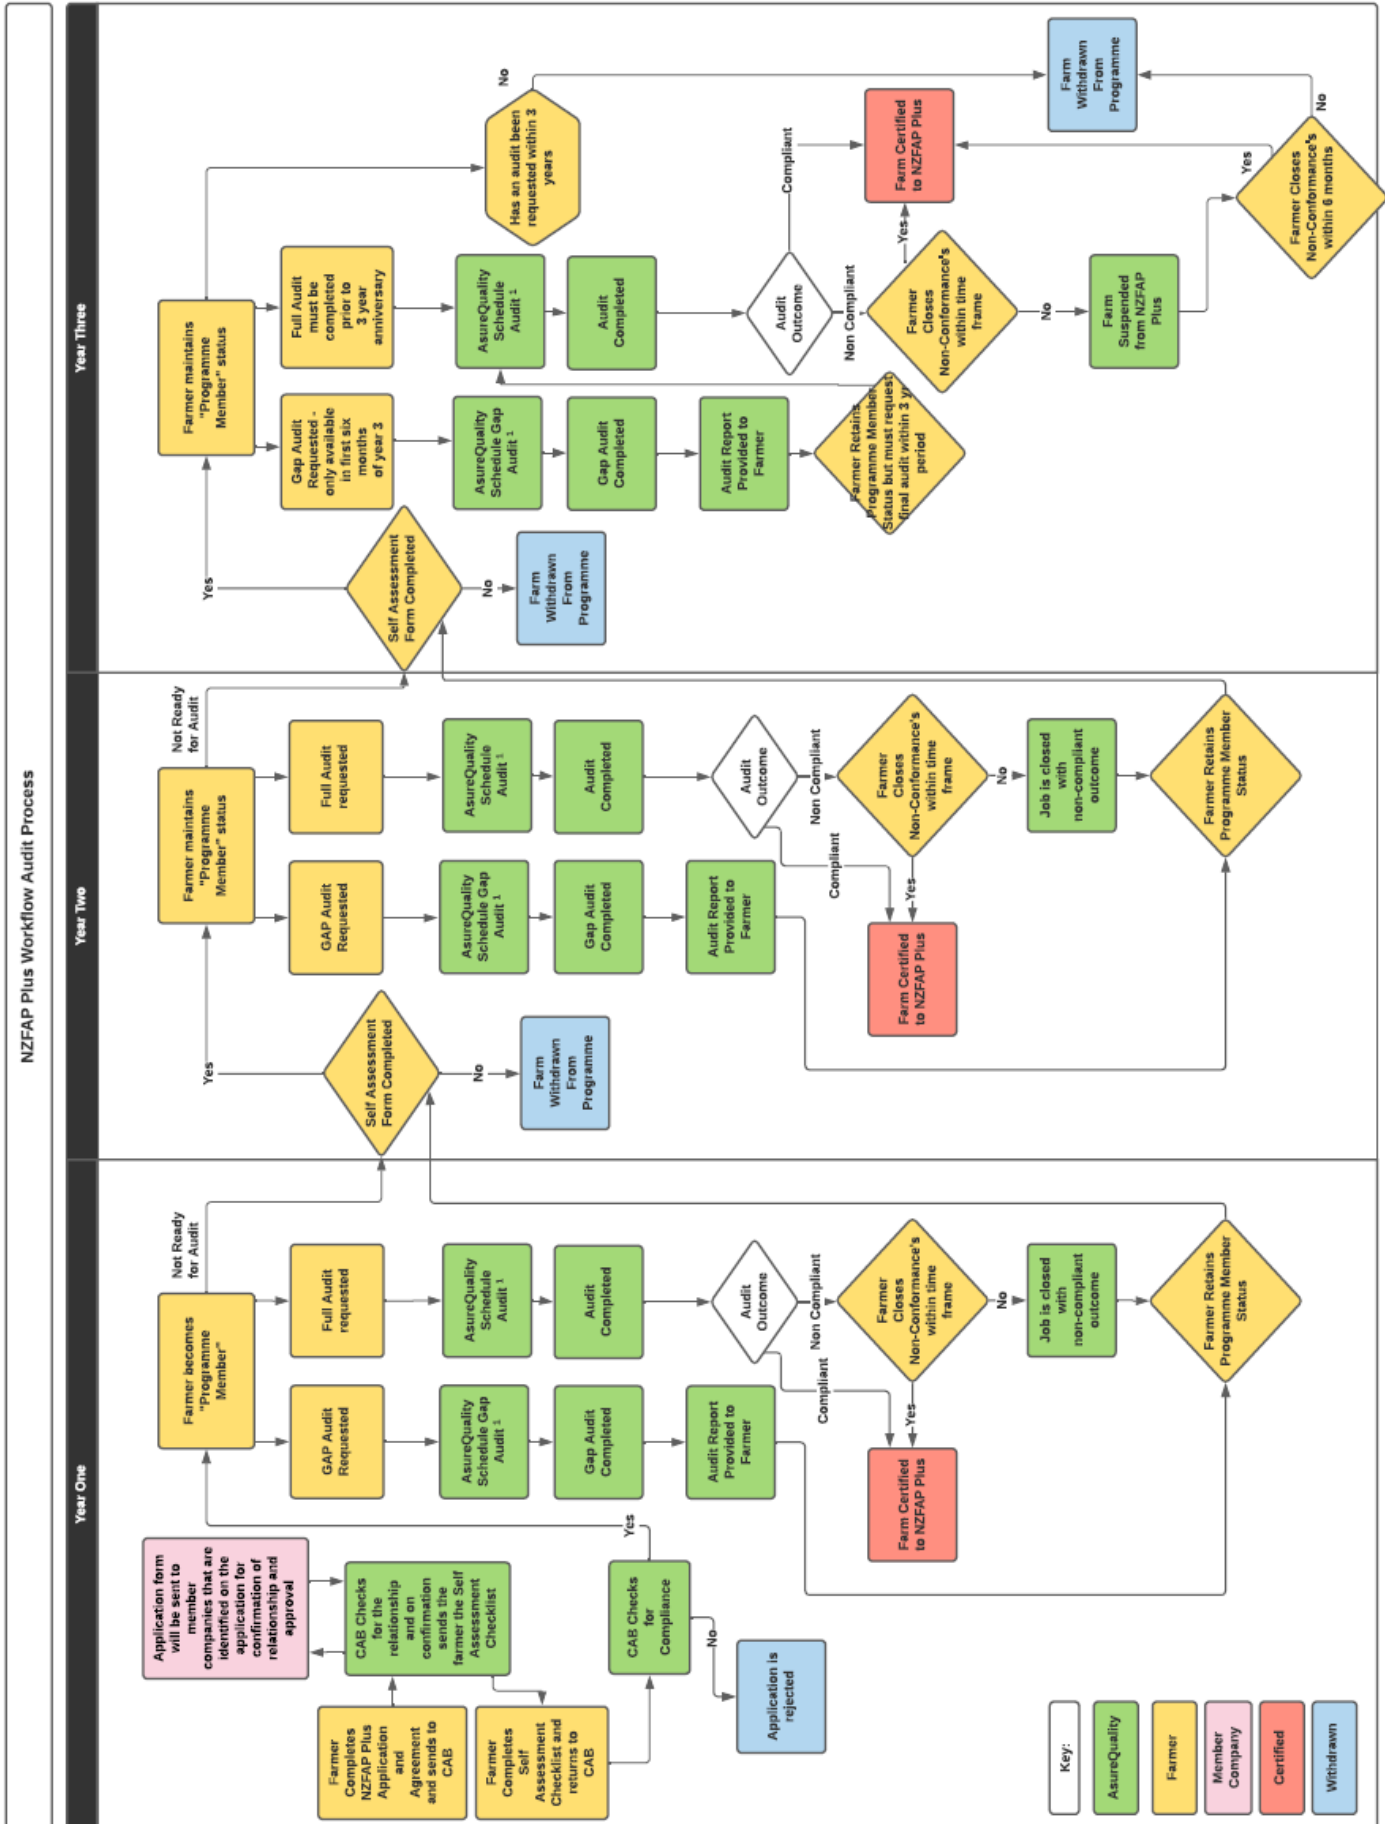 NZFAP Plus Workflow Audit Process
Year One
Farmer
Completes
NZFAP Plus
Application
and
Agreement
and sends to
CAB
Application form
will be sent to
member
companies that are
identified on the
application for
confirmation of
relationship and
approval
CAB Checks
for the
relationship
and on
confirmation
sends the
farmer the Self
Assessment
Checklist
Farmer
Completes
Self
Assessment
Checklist and
returns to
CAB
CAB Checks
for
Compliance
Yes
No
Application is
rejected
Farmer becomes
"Programme
Member"
Not Ready
for Audit
GAP Audit
Requested
Full Audit
requested
AsureQuality
Schedule Gap
Audit ¹
AsureQuality
Schedule
Audit ¹
Gap Audit
Completed
Audit
Completed
Audit Report
Provided to
Farmer
Audit
Outcome
Compliant
Non Compliant
Farm Certified
to NZFAP Plus
Yes
Farmer
Closes
Non-Conformance's
within time
frame
No
Job is closed
with
non-compliant
outcome
Farmer Retains
Programme Member
Status
Key:
AsureQuality
Farmer
Member
Company
Certified
Withdrawn
Year Two
Self Assessment
Form Completed
Yes
No
Farm
Withdrawn
From
Programme
Farmer maintains
"Programme
Member" status
Not Ready
for Audit
GAP Audit
Requested
Full Audit
requested
AsureQuality
Schedule Gap
Audit ¹
AsureQuality
Schedule
Audit ¹
Gap Audit
Completed
Audit
Completed
Audit Report
Provided to
Farmer
Audit
Outcome
Compliant
Non Compliant
Farm Certified
to NZFAP Plus
Yes
Farmer
Closes
Non-Conformance's
within time
frame
No
Job is closed
with
non-compliant
outcome
Farmer Retains
Programme Member
Status
Year Three
Self Assessment
Form Completed
Yes
No
Farm
Withdrawn
From
Programme
Farmer maintains
"Programme
Member" status
Gap Audit
Requested -
only available
in first six
months
of year 3
Full Audit
must be
completed
prior to
3 year
anniversary
Has an audit been
requested within 3
years
No
AsureQuality
Schedule Gap
Audit ¹
AsureQuality
Schedule
Audit ¹
Gap Audit
Completed
Audit
Completed
Audit Report
Provided to
Farmer
Farmer Retains
Programme Member
Status but must request
final audit within 3 yr
period
Audit
Outcome
Compliant
Non Compliant
Farm Certified
to NZFAP Plus
Yes
Farmer
Closes
Non-Conformance's
within time
frame
No
Farm
Suspended
from NZFAP
Plus
Farm
Withdrawn
From
Programme
Yes
No
Farmer Closes
Non-Conformance's
within 6 months